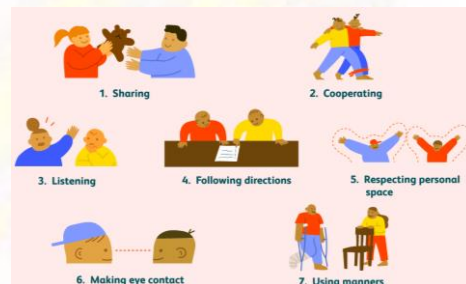 1. Sharing
2. Cooperating
3. Listening
4. Following directions
5. Respecting personal
space
6. Making eye contact
7. Using manners